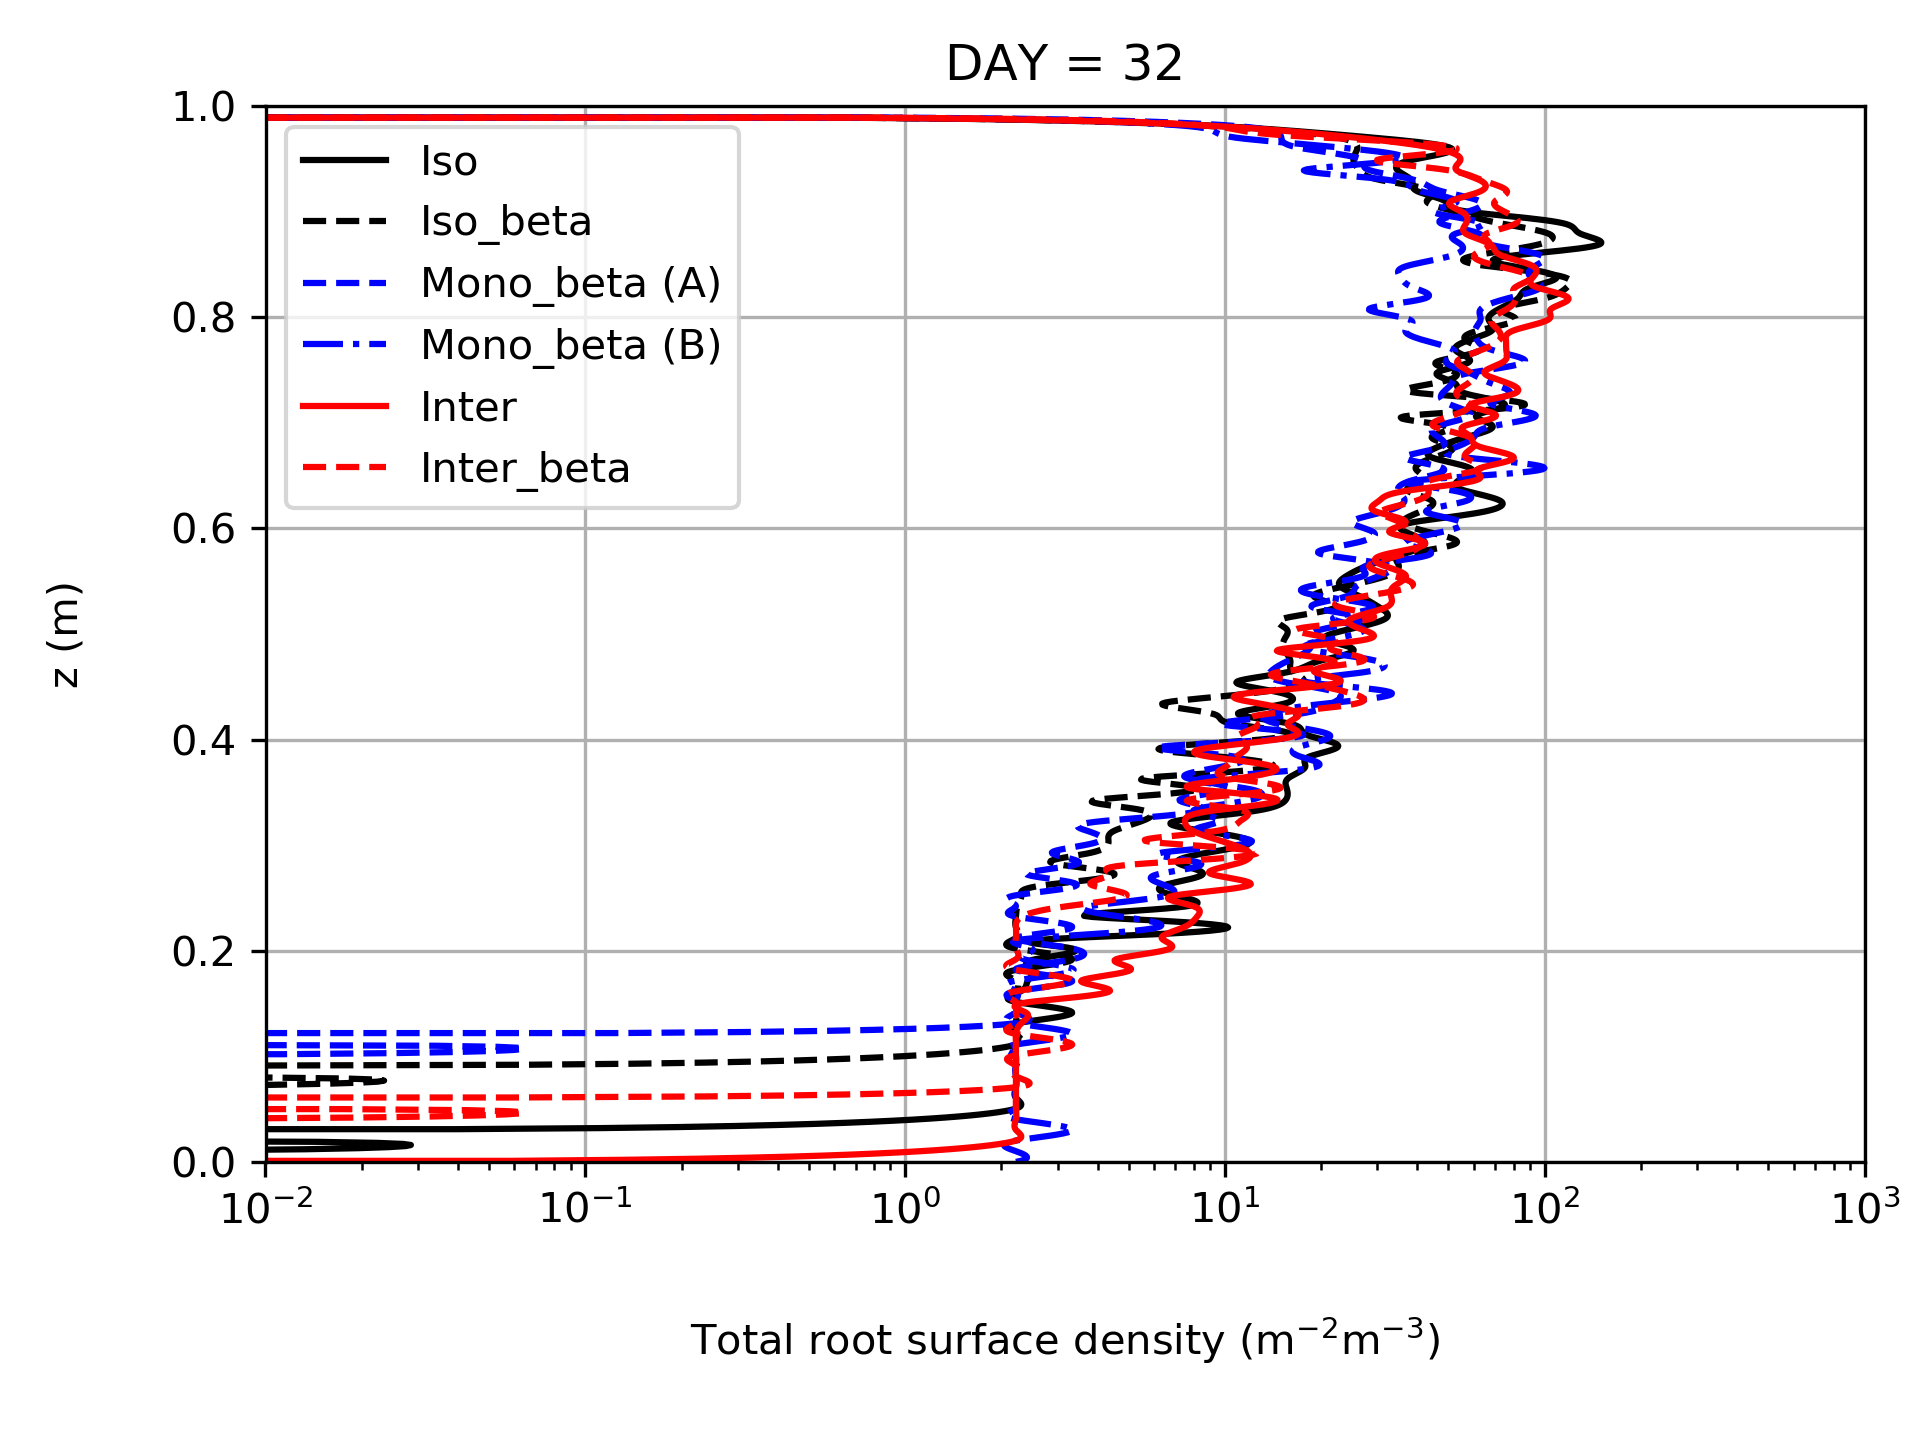 DAY = 32
1.0
0.8
0.6
0.4
0.2
0.0
z (m)
Iso
Iso_beta
Mono_beta (A)
Mono_beta (B)
Inter
Inter_beta
10⁻² 10⁻¹ 10⁰ 10¹ 10² 10³
Total root surface density (m⁻²m⁻³)